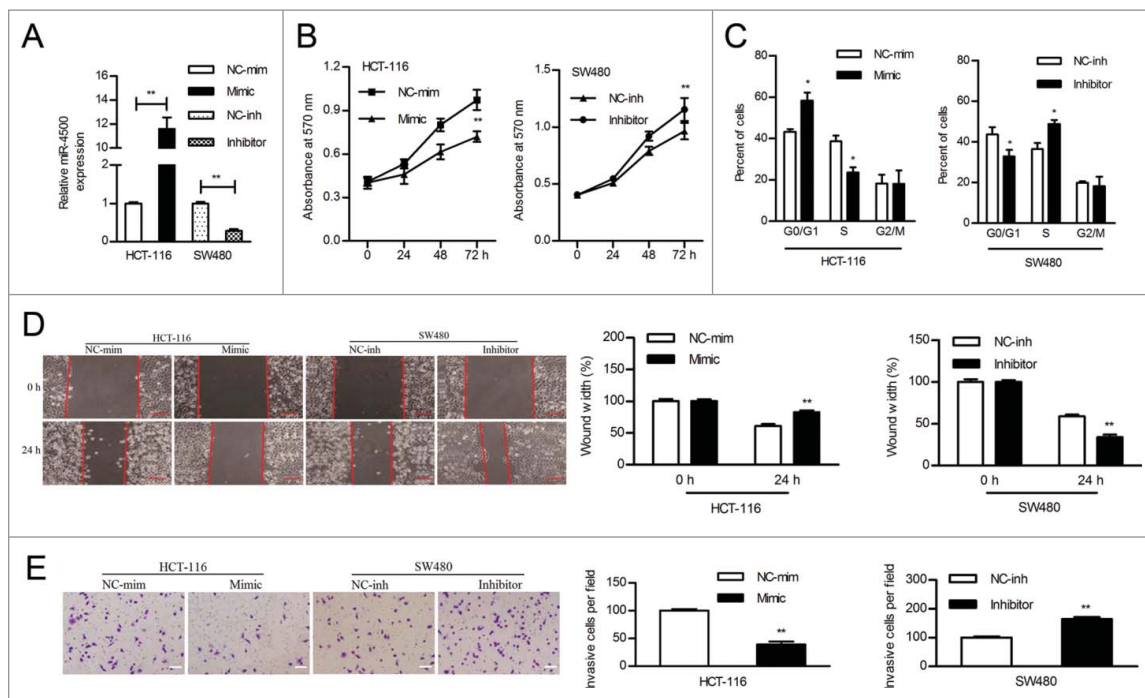 A
NC-mim
Mimic
NC-inh
Inhibitor
Relative miR-4500
expression
16
14
12
10
8
2
1
0
**
**
HCT-116 SW480
B
HCT-116
NC-mim
Mimic
**
Absorbance at 570 nm
1.2
0.9
0.6
0.3
0 24 48 72 h
SW480
NC-inh
Inhibitor
**
Absorbance at 570 nm
1.5
1.0
0.5
0.0
0 24 48 72 h
C
NC-mim
Mimic
Percent of cells
80
60
40
20
0
*
*
G0/G1 S G2/M
HCT-116
NC-inh
Inhibitor
Percent of cells
80
60
40
20
0
*
*
G0/G1 S G2/M
SW480
D
HCT-116 SW480
NC-mim Mimic NC-inh Inhibitor
0 h
24 h
NC-mim
Mimic
Wound width (%)
200
150
100
50
0
**
0 h 24 h
HCT-116
NC-inh
Inhibitor
Wound width (%)
150
100
50
0
**
0 h 24 h
SW480
E
HCT-116 SW480
NC-mim Mimic NC-inh Inhibitor
NC-mim
Mimic
Invasive cells per field
150
100
50
0
**
HCT-116
NC-inh
Inhibitor
Invasive cells per field
300
200
100
0
**
SW480